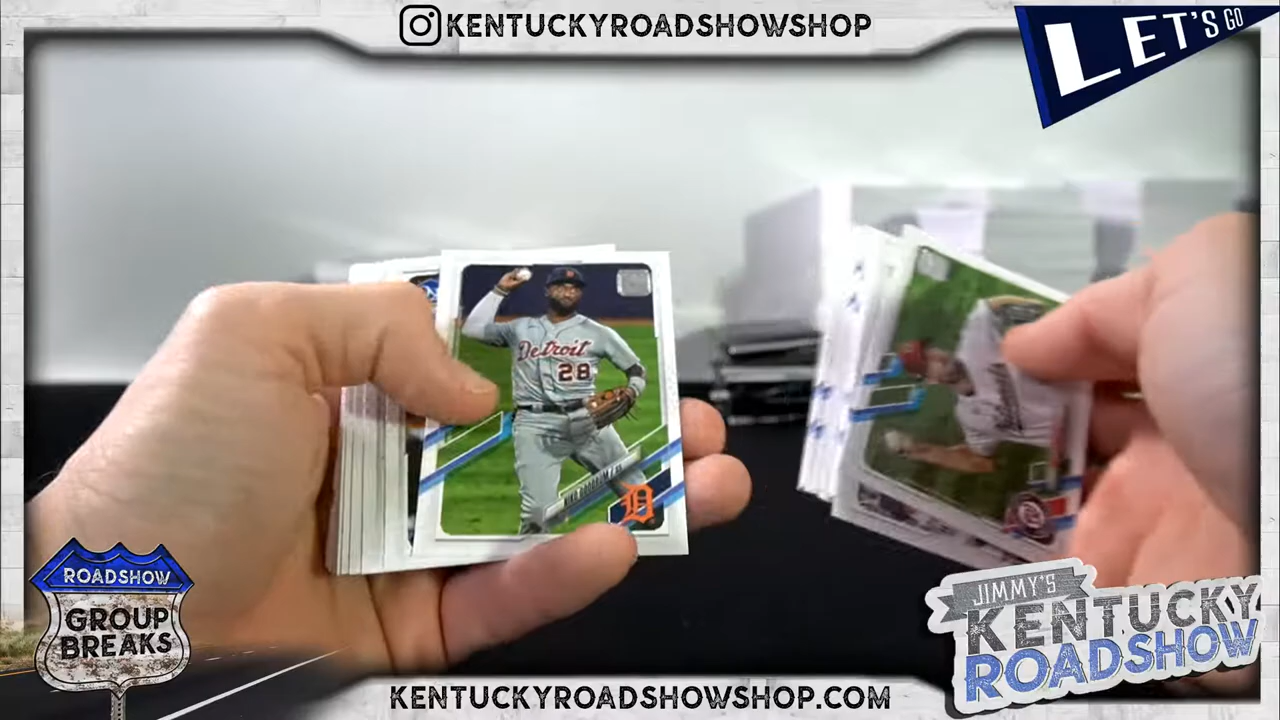 KENTUCKYROADSHOWSHOP
LET'S GO
Detroit
28
D
ROADSHOW
GROUP
BREAKS
JIMMY'S
KENTUCKY
ROADSHOW
KENTUCKYROADSHOWSHOP.COM